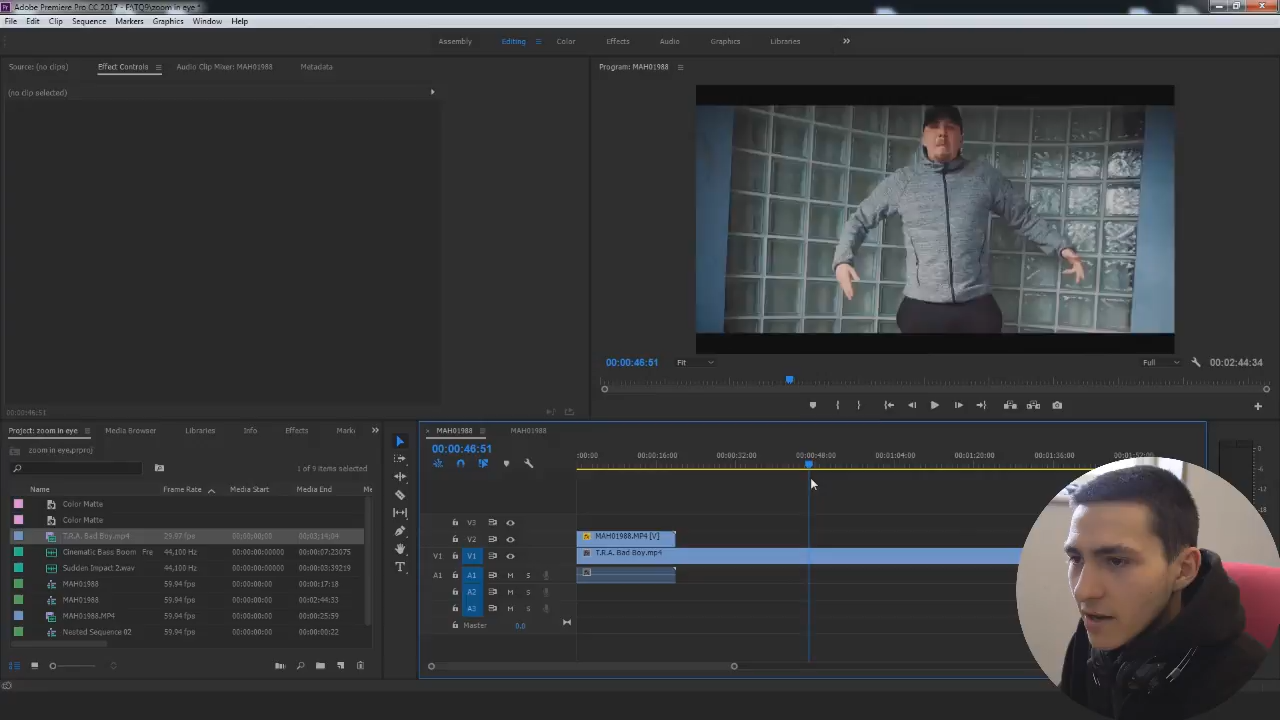 Adobe Premiere Pro CC 2017 - F:\TQ9\zoom in eye *
File Edit Clip Sequence Markers Graphics Window Help
Assembly Editing Color Effects Audio Graphics Libraries
Source: (no clips) Effect Controls Audio Clip Mixer: MAH01988 Metadata
Program: MAH01988
(no clip selected)
00:00:46:51 Fit Full 00:02:44:34
00:00:46:51
Project: zoom in eye Media Browser Libraries Info Effects Marke
MAH01988 MAH01988
zoom in eye.prproj
00:00:46:51
1 of 9 items selected
:00:00 00:00:16:00 00:00:32:00 00:00:48:00 00:01:04:00 00:01:20:00 00:01:36:00 00:01:52:00
Name Frame Rate Media Start Media End Me
Color Matte
Color Matte
T.R.A. Bad Boy.mp4 29.97 fps 00;00;00;00 00;03;14;04
Cinematic Bass Boom Fre 44,100 Hz 00:00:00:00000 00:00:07:23075
Sudden Impact 2.wav 44,100 Hz 00:00:00:00000 00:00:03:39219
MAH01988 59.94 fps 00:00:00:00 00:00:17:18
MAH01988 59.94 fps 00:00:00:00 00:02:44:33
MAH01988.MP4 59.94 fps 00:00:00:00 00:00:25:59
Nested Sequence 02 59.94 fps 00:00:00:00 00:00:00:22
V3
V2 MAH01988.MP4 [V]
V1 V1 T.R.A. Bad Boy.mp4
A1 A1 M S
A2 M S
A3 M S
Master 0.0